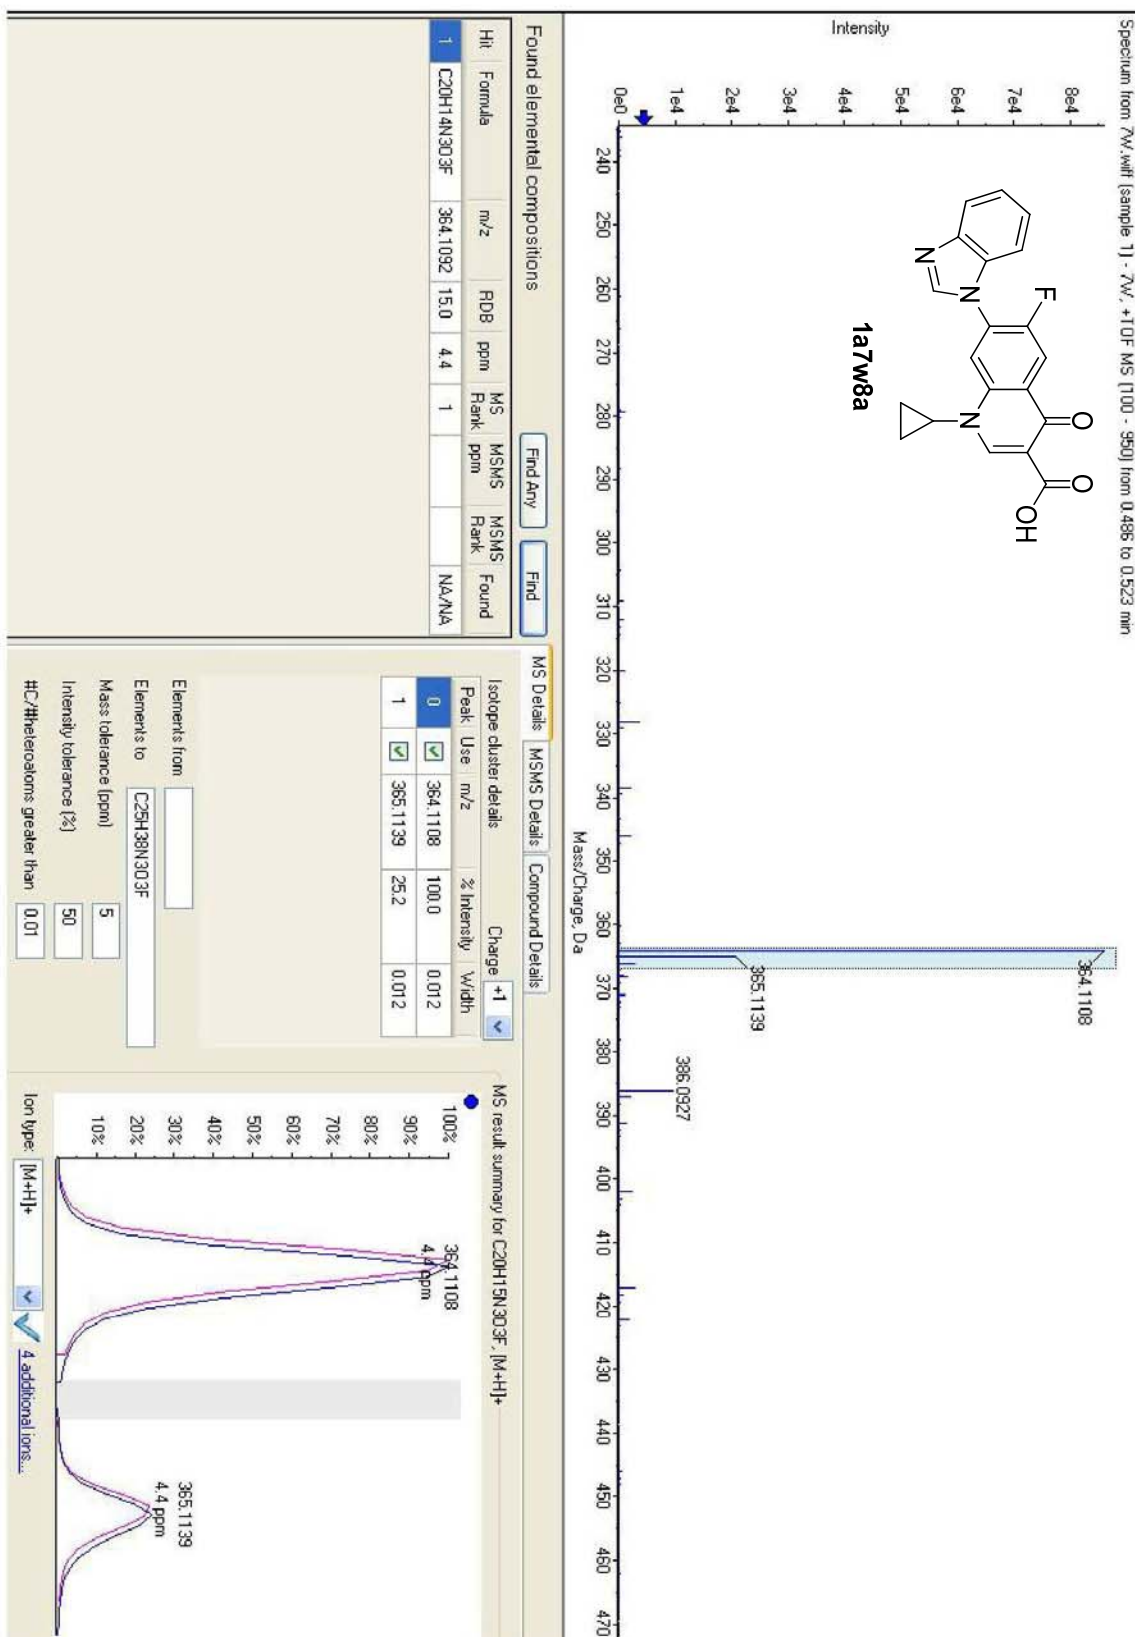 Spectrum from 7W.wiff (sample 1) - 7W, +TOF MS (100 - 950) from 0.486 to 0.523 min
Intensity
8e4
7e4
6e4
5e4
4e4
3e4
2e4
1e4
0e0
240 250 260 270 280 290 300 310 320 330 340 350 360 370 380 390 400 410 420 430 440 450 460 470
Mass/Charge, Da
364.1108
365.1139
386.0927
F
O
O
OH
N
N
N
1a7w8a
Found elemental compositions
Find Any
Find
Hit Formula m/z RDB ppm MS Rank MSMS ppm MSMS Rank Found
1 C20H14N3O3F 364.1092 15.0 4.4 1 NA/NA
MS Details MSMS Details Compound Details
Isotope cluster details
Charge +1
Peak Use m/z % Intensity Width
0 364.1108 100.0 0.012
1 365.1139 25.2 0.012
Elements from
Elements to C25H38N3O3F
Mass tolerance (ppm) 5
Intensity tolerance (%) 50
#C/#heteroatoms greater than 0.01
MS result summary for C20H15N3O3F, [M+H]+
100%
90%
80%
70%
60%
50%
40%
30%
20%
10%
364.1108
4.4 ppm
365.1139
4.4 ppm
Ion type: [M+H]+
4 additional ions...